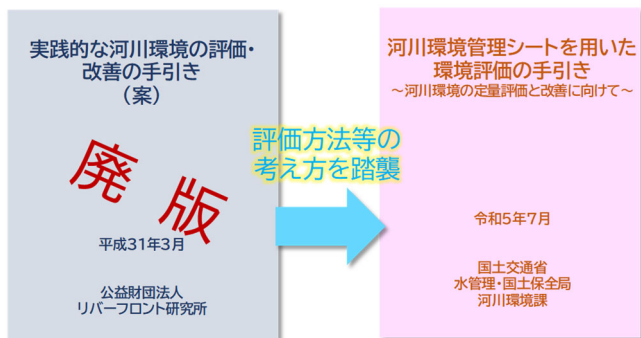 実践的な河川環境の評価・
改善の手引き
（案）
廃版
平成31年3月
公益財団法人
リバーフロント研究所
評価方法等の
考え方を踏襲
河川環境管理シートを用いた
環境評価の手引き
～河川環境の定量評価と改善に向けて～
令和5年7月
国土交通省
水管理・国土保全局
河川環境課